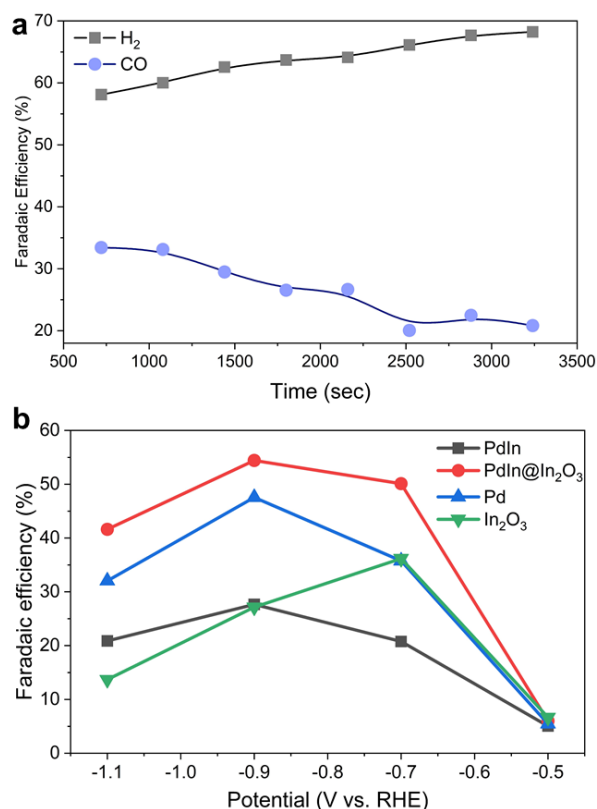 a
H₂
CO
70
60
50
40
30
20
Faradaic Efficiency (%)
500 1000 1500 2000 2500 3000 3500
Time (sec)
b
PdIn
PdIn@In₂O₃
Pd
In₂O₃
60
50
40
30
20
10
0
Faradaic efficiency (%)
-1.1 -1.0 -0.9 -0.8 -0.7 -0.6 -0.5
Potential (V vs. RHE)